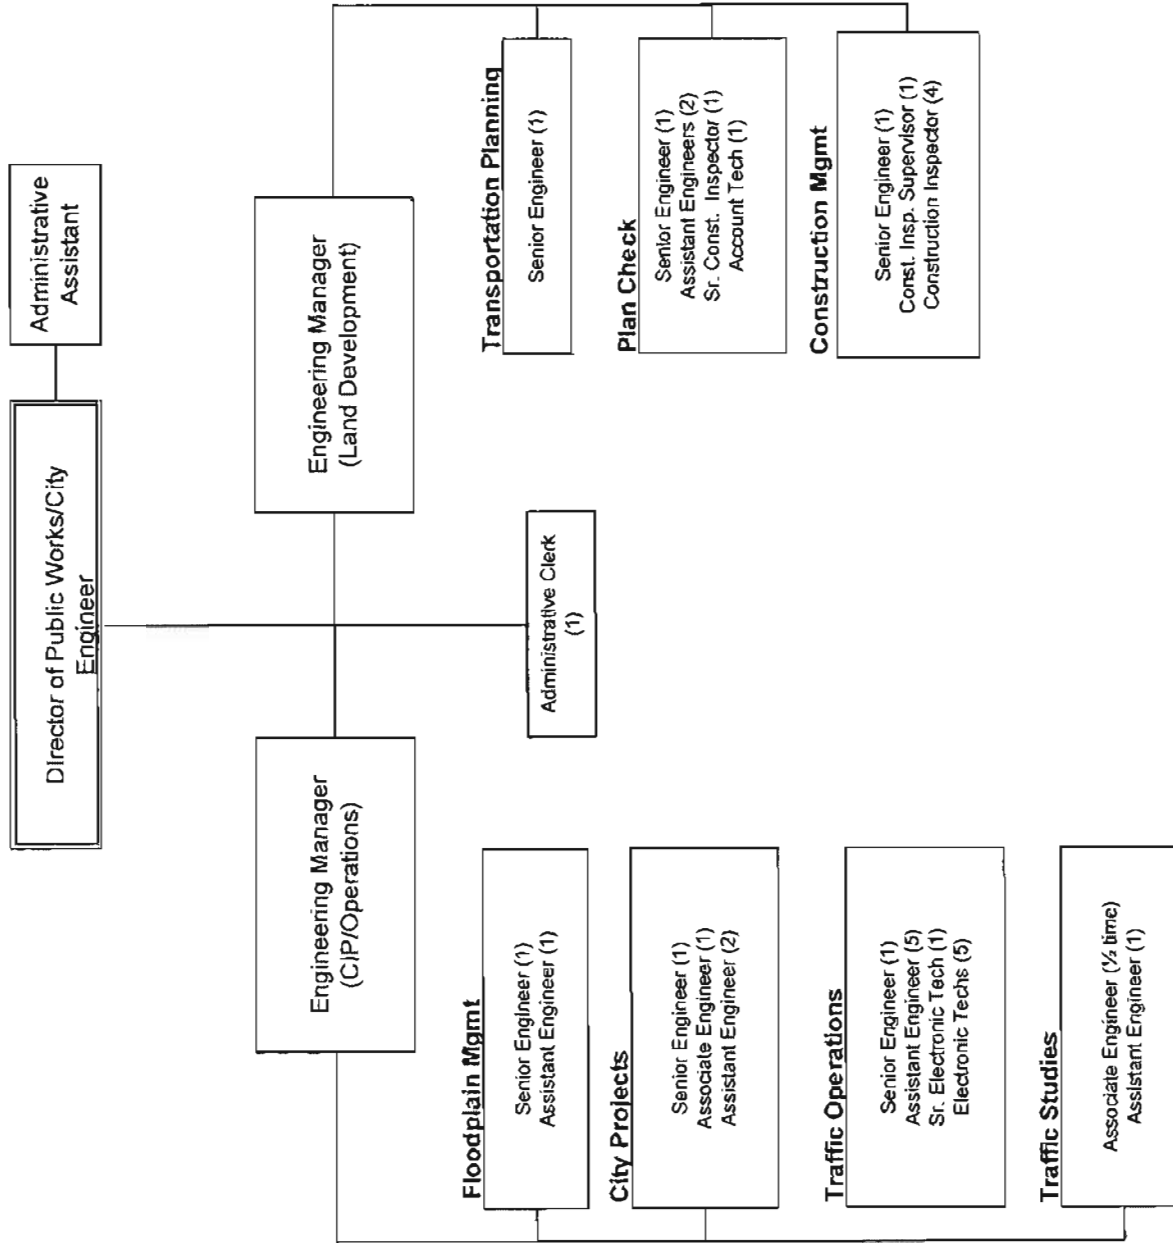 Director of Public Works/City
Engineer
Administrative
Assistant
Engineering Manager
(CIP/Operations)
Engineering Manager
(Land Development)
Administrative Clerk
(1)
Floodplain Mgmt
Senior Engineer (1)
Assistant Engineer (1)
City Projects
Senior Engineer (1)
Associate Engineer (1)
Assistant Engineer (2)
Traffic Operations
Senior Engineer (1)
Assistant Engineer (5)
Sr. Electronic Tech (1)
Electronic Techs (5)
Traffic Studies
Associate Engineer (½ time)
Assistant Engineer (1)
Transportation Planning
Senior Engineer (1)
Plan Check
Senior Engineer (1)
Assistant Engineers (2)
Sr. Const. Inspector (1)
Account Tech (1)
Construction Mgmt
Senior Engineer (1)
Const. Insp. Supervisor (1)
Construction Inspector (4)